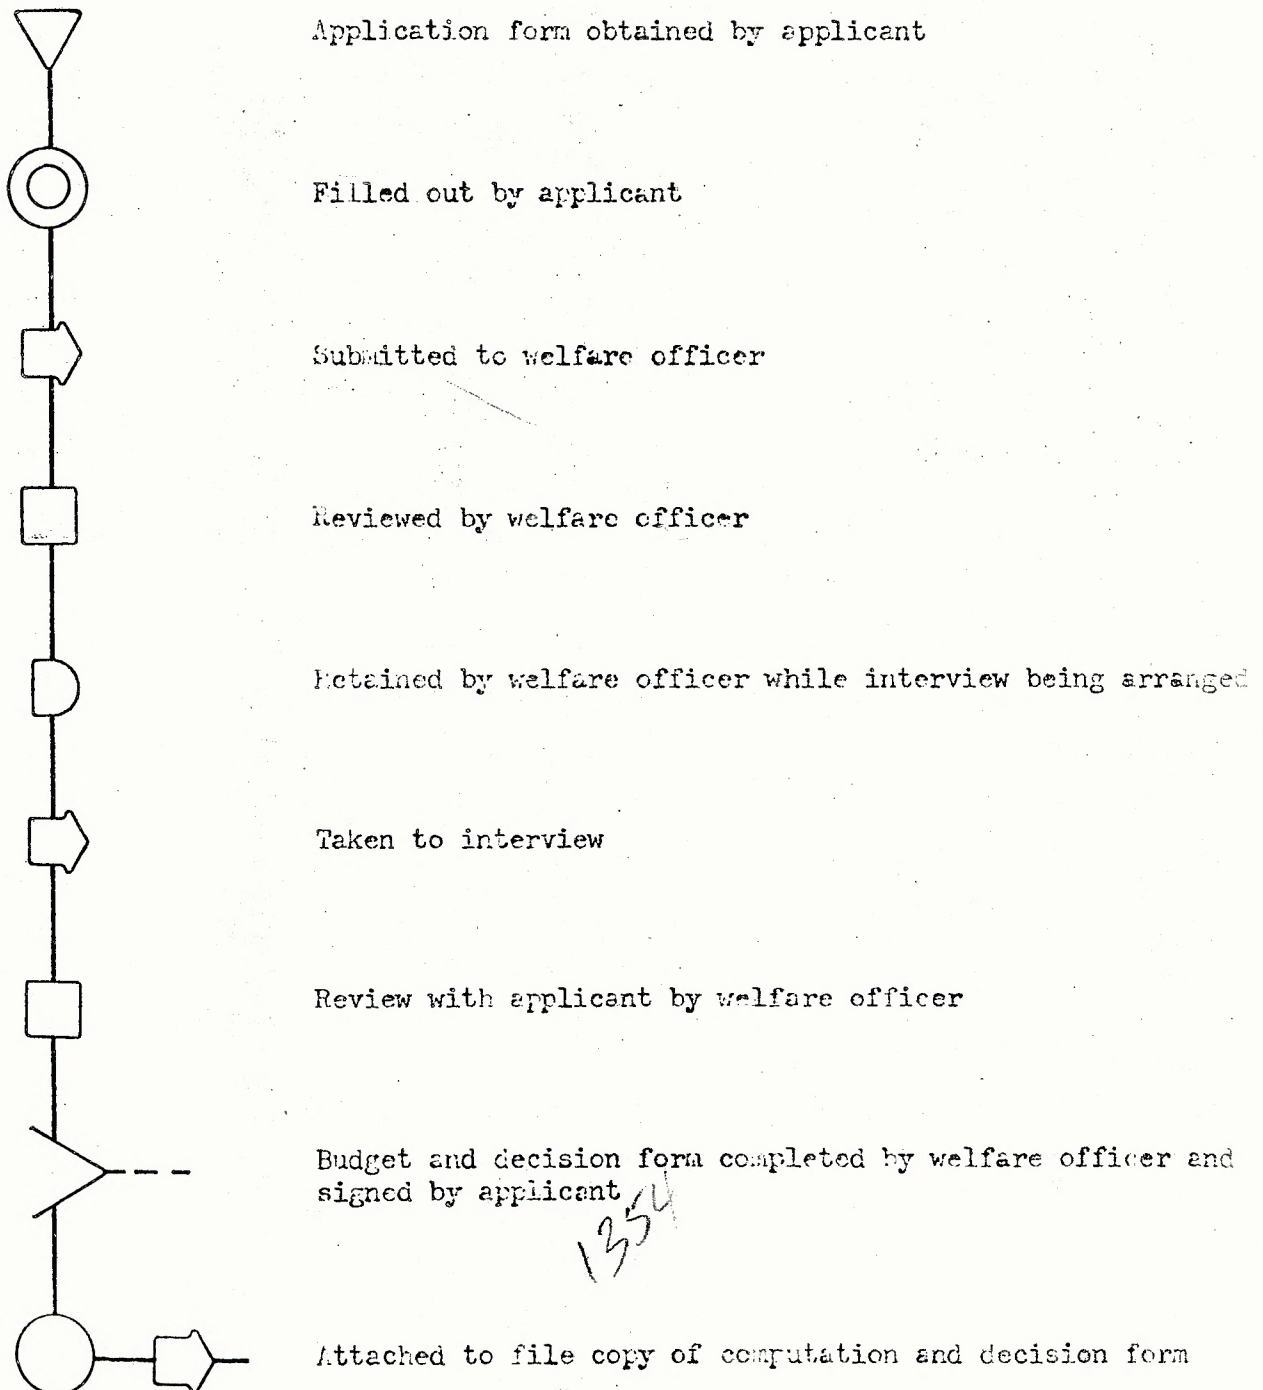 Application form obtained by applicant
Filled out by applicant
Submitted to welfare officer
Reviewed by welfare officer
Retained by welfare officer while interview being arranged
Taken to interview
Review with applicant by welfare officer
Budget and decision form completed by welfare officer and
signed by applicant
1354
Attached to file copy of computation and decision form